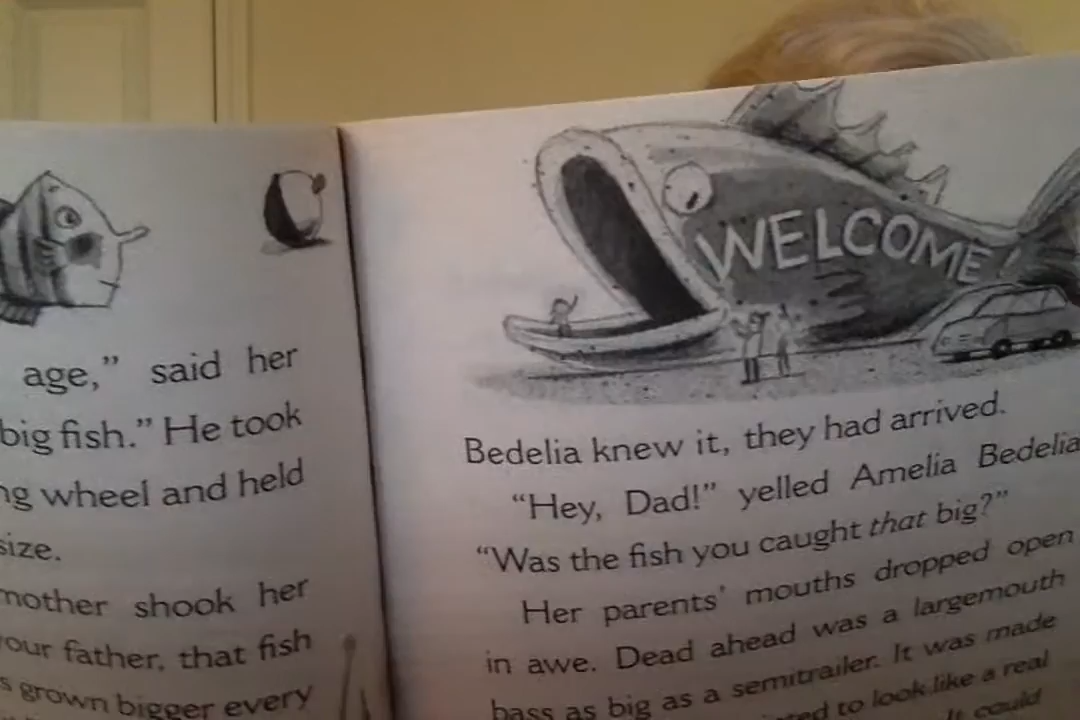 age,” said her
big fish.” He took
wheel and held
size.
mother shook her
your father, that fish
grown bigger every
WELCOME!
Bedelia knew it, they had arrived.
“Hey, Dad!” yelled Amelia Bedelia
“Was the fish you caught that big?”
Her parents’ mouths dropped open
in awe. Dead ahead was a largemouth
bass as big as a semitrailer. It was made
to look like a real
It could